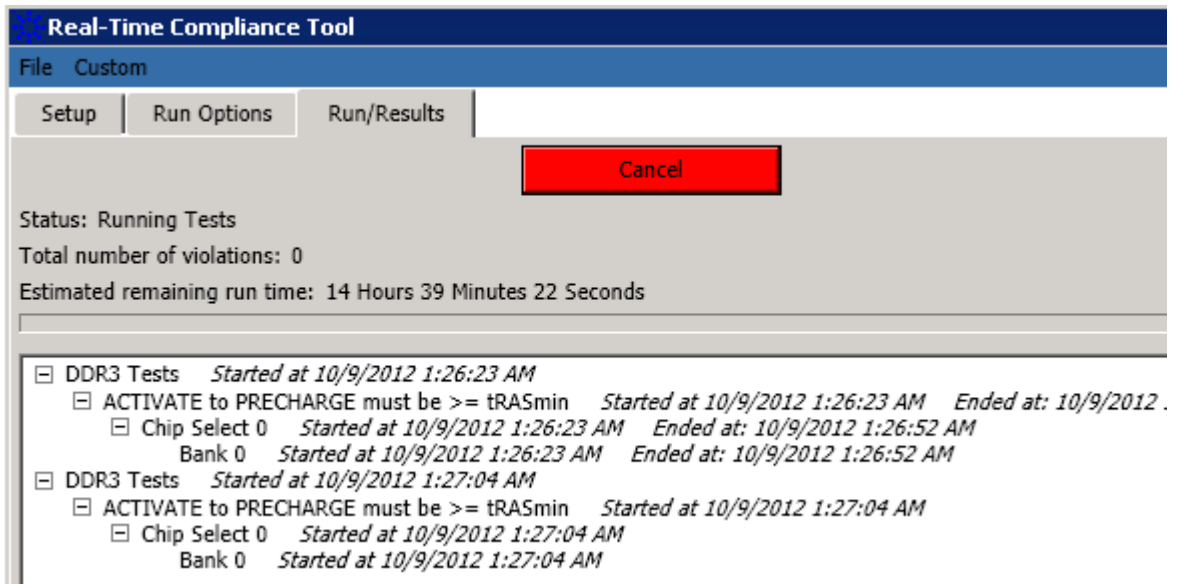 Real-Time Compliance Tool
File Custom
Setup Run Options Run/Results
Cancel
Status: Running Tests
Total number of violations: 0
Estimated remaining run time: 14 Hours 39 Minutes 22 Seconds
DDR3 Tests Started at 10/9/2012 1:26:23 AM
ACTIVATE to PRECHARGE must be >= tRASmin Started at 10/9/2012 1:26:23 AM Ended at: 10/9/2012
Chip Select 0 Started at 10/9/2012 1:26:23 AM Ended at: 10/9/2012 1:26:52 AM
Bank 0 Started at 10/9/2012 1:26:23 AM Ended at: 10/9/2012 1:26:52 AM
DDR3 Tests Started at 10/9/2012 1:27:04 AM
ACTIVATE to PRECHARGE must be >= tRASmin Started at 10/9/2012 1:27:04 AM
Chip Select 0 Started at 10/9/2012 1:27:04 AM
Bank 0 Started at 10/9/2012 1:27:04 AM